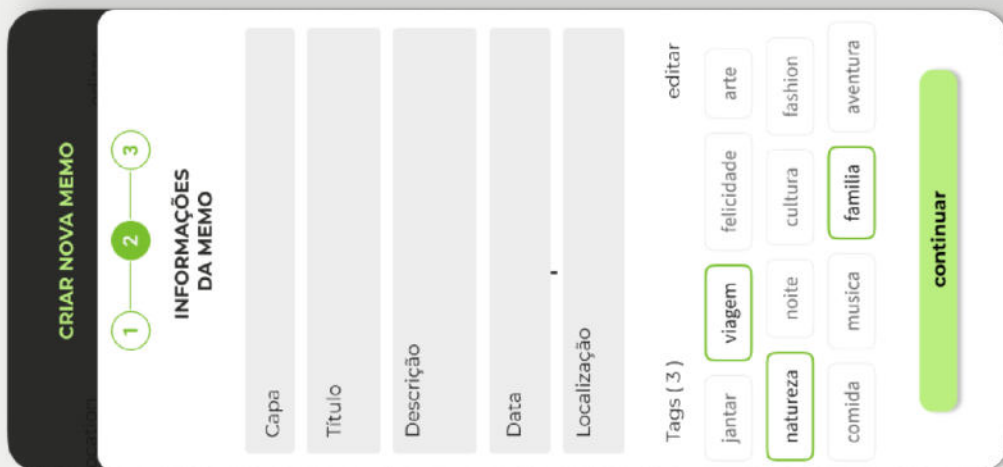 CRIAR NOVA MEMO
1 2 3
INFORMAÇÕES
DA MEMO
Capa
Título
Descrição
Data
Localização
Tags ( 3 ) editar
jantar viagem felicidade arte
natureza noite cultura fashion
comida musica familia aventura
continuar